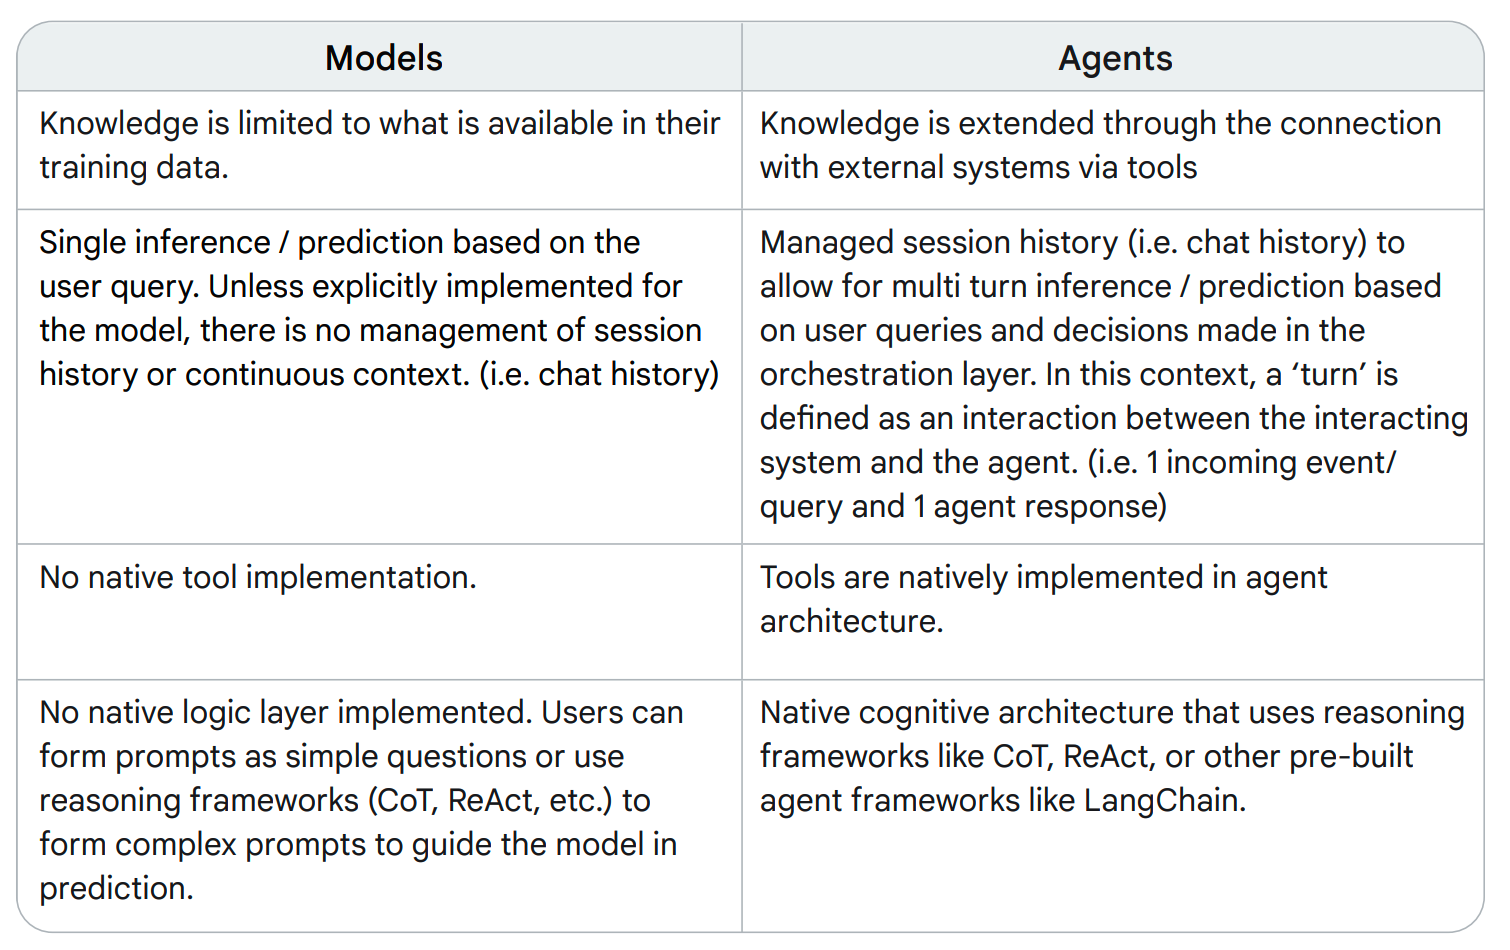 Models
Agents
Knowledge is limited to what is available in their
training data.
Knowledge is extended through the connection
with external systems via tools
Single inference / prediction based on the
user query. Unless explicitly implemented for
the model, there is no management of session
history or continuous context. (i.e. chat history)
Managed session history (i.e. chat history) to
allow for multi turn inference / prediction based
on user queries and decisions made in the
orchestration layer. In this context, a ‘turn’ is
defined as an interaction between the interacting
system and the agent. (i.e. 1 incoming event/
query and 1 agent response)
No native tool implementation.
Tools are natively implemented in agent
architecture.
No native logic layer implemented. Users can
form prompts as simple questions or use
reasoning frameworks (CoT, ReAct, etc.) to
form complex prompts to guide the model in
prediction.
Native cognitive architecture that uses reasoning
frameworks like CoT, ReAct, or other pre-built
agent frameworks like LangChain.